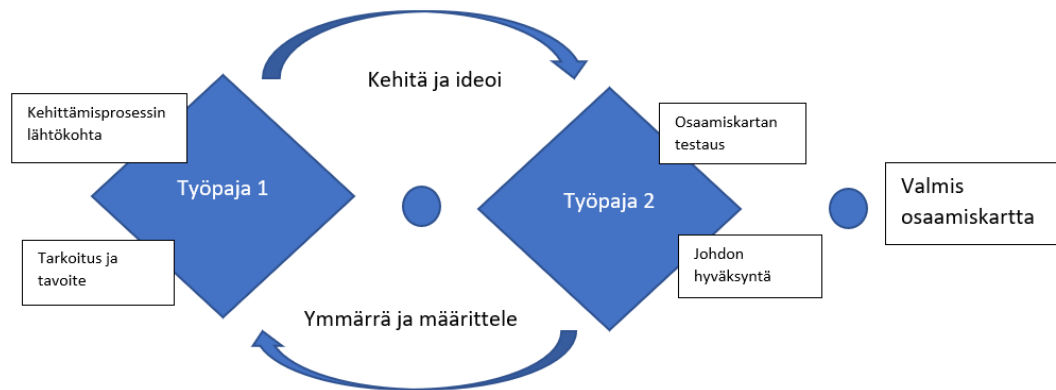 Kehitä ja ideoi
Kehittämisprosessin
lähtökohta
Työpaja 1
Tarkoitus ja
tavoite
Osaamiskartan
testaus
Työpaja 2
Johdon
hyväksyntä
Valmis
osaamiskartta
Ymmärrä ja määrittele